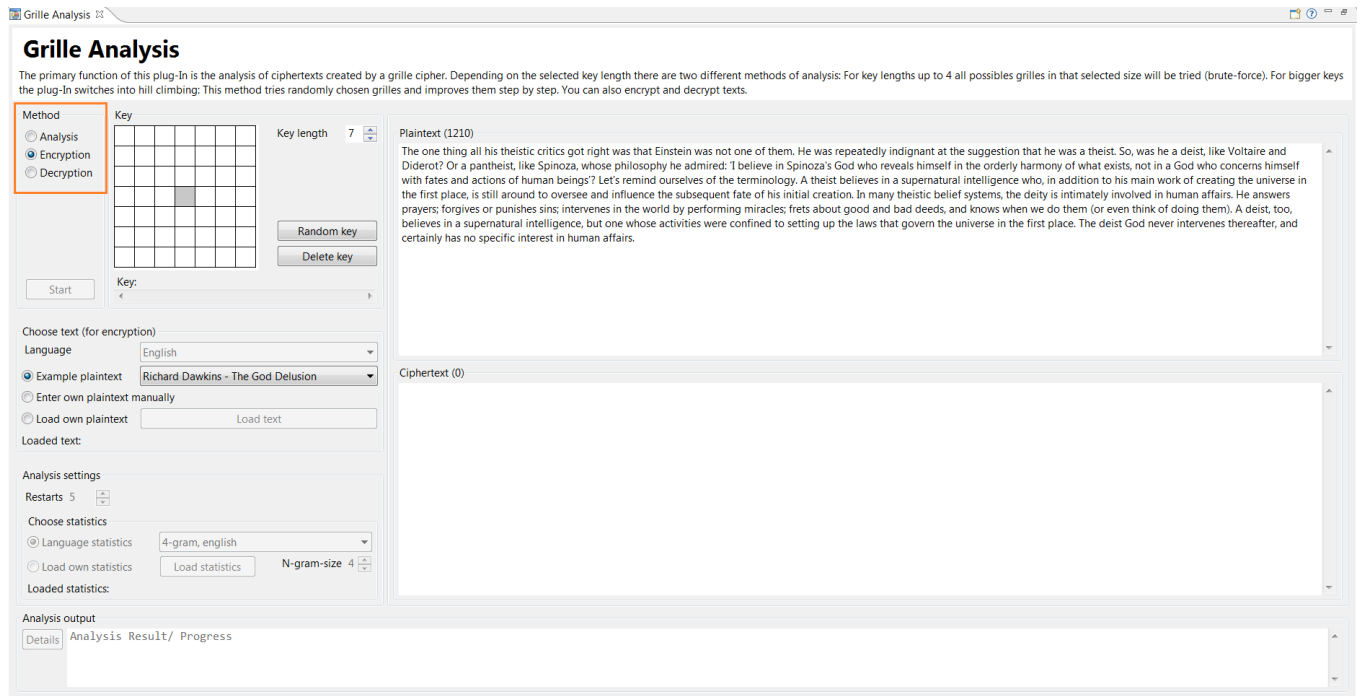 Grille Analysis
Grille Analysis
The primary function of this plug-In is the analysis of ciphertexts created by a grille cipher. Depending on the selected key length there are two different methods of analysis: For key lengths up to 4 all possibles grilles in that selected size will be tried (brute-force). For bigger keys
the plug-In switches into hill climbing: This method tries randomly chosen grilles and improves them step by step. You can also encrypt and decrypt texts.
Method
Analysis
Encryption
Decryption
Start
Key
Key length 7
Random key
Delete key
Key:
Choose text (for encryption)
Language English
Example plaintext Richard Dawkins - The God Delusion
Enter own plaintext manually
Load own plaintext Load text
Loaded text:
Analysis settings
Restarts 5
Choose statistics
Language statistics 4-gram, english
Load own statistics Load statistics N-gram-size 4
Loaded statistics:
Plaintext (1210)
The one thing all his theistic critics got right was that Einstein was not one of them. He was repeatedly indignant at the suggestion that he was a theist. So, was he a deist, like Voltaire and
Diderot? Or a pantheist, like Spinoza, whose philosophy he admired: 'I believe in Spinoza's God who reveals himself in the orderly harmony of what exists, not in a God who concerns himself
with fates and actions of human beings'? Let's remind ourselves of the terminology. A theist believes in a supernatural intelligence who, in addition to his main work of creating the universe in
the first place, is still around to oversee and influence the subsequent fate of his initial creation. In many theistic belief systems, the deity is intimately involved in human affairs. He answers
prayers; forgives or punishes sins; intervenes in the world by performing miracles; frets about good and bad deeds, and knows when we do them (or even think of doing them). A deist, too,
believes in a supernatural intelligence, but one whose activities were confined to setting up the laws that govern the universe in the first place. The deist God never intervenes thereafter, and
certainly has no specific interest in human affairs.
Ciphertext (0)
Analysis output
Details Analysis Result/ Progress